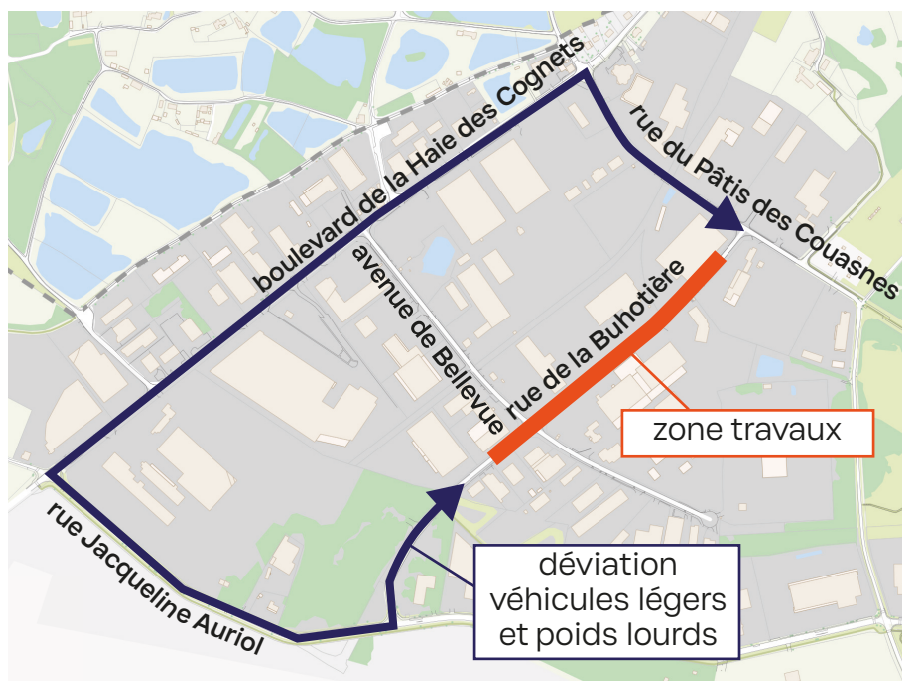 boulevard de la Haie des Cognets
rue du Pâtis des Couasnes
avenue de Bellevue
rue de la Buhotière
zone travaux
rue Jacqueline Auriol
déviation
véhicules légers
et poids lourds